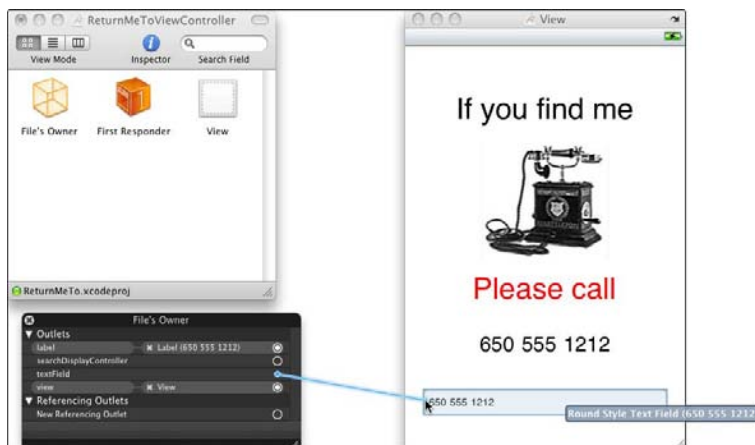 ReturnMeToViewController
View Mode
Inspector
Search Field
File's Owner
First Responder
View
ReturnMeTo.xcodeproj
File's Owner
Outlets
label
Label (650 555 1212)
searchDisplayController
textField
view
View
Referencing Outlets
New Referencing Outlet
View
If you find me
Please call
650 555 1212
650 555 1212
Round Style Text Field (650 555 1212